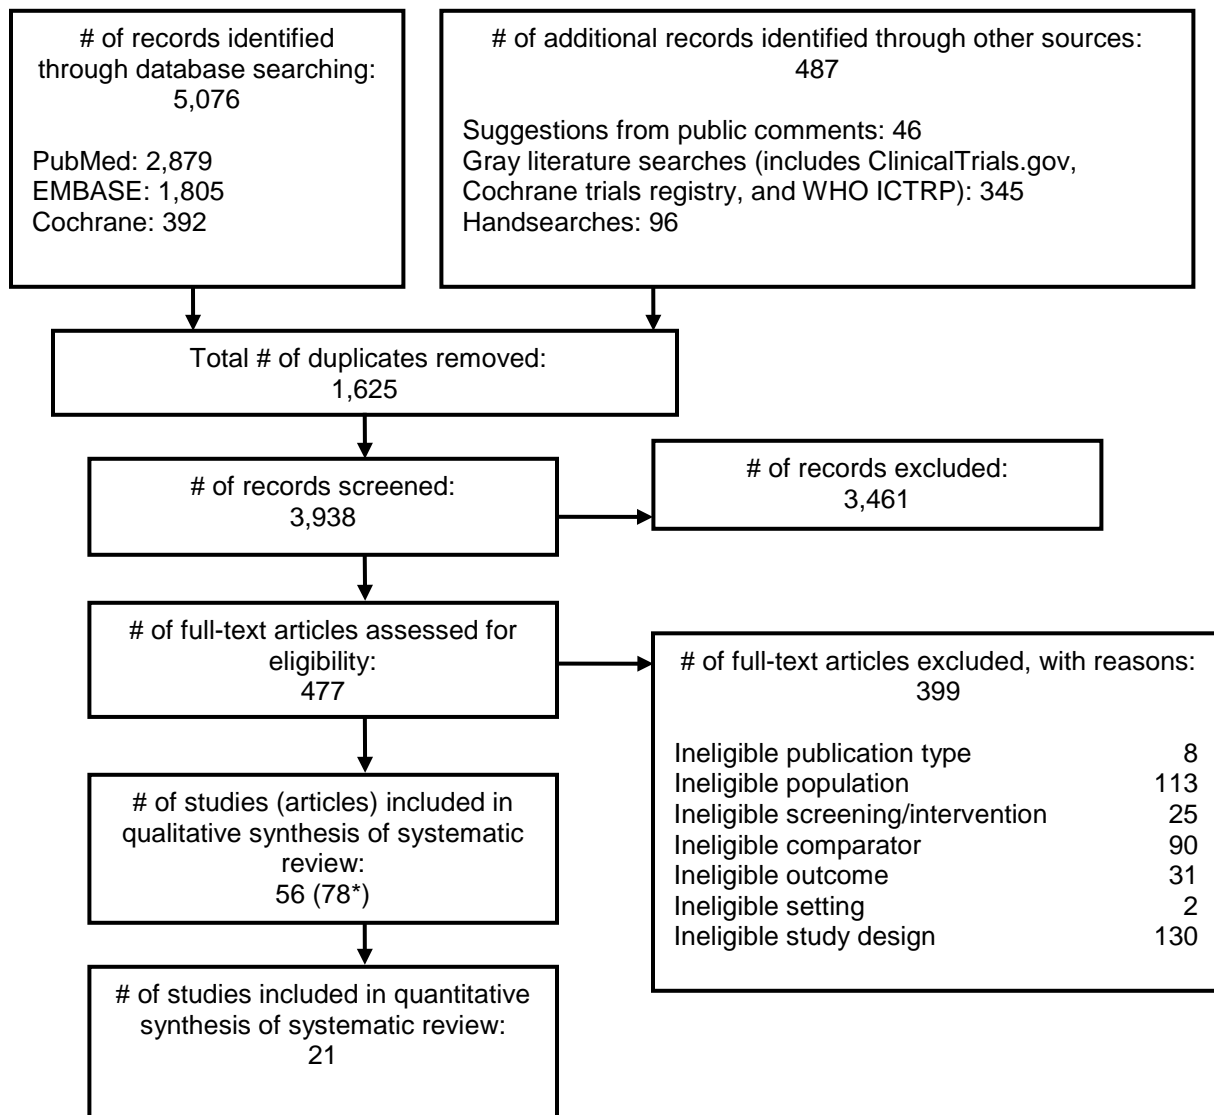 # of records identified
through database searching:
5,076
PubMed: 2,879
EMBASE: 1,805
Cochrane: 392
# of additional records identified through other sources:
487
Suggestions from public comments: 46
Gray literature searches (includes ClinicalTrials.gov,
Cochrane trials registry, and WHO ICTRP): 345
Handsearches: 96
Total # of duplicates removed:
1,625
# of records screened:
3,938
# of records excluded:
3,461
# of full-text articles assessed for
eligibility:
477
# of full-text articles excluded, with reasons:
399
Ineligible publication type 8
Ineligible population 113
Ineligible screening/intervention 25
Ineligible comparator 90
Ineligible outcome 31
Ineligible setting 2
Ineligible study design 130
# of studies (articles) included in
qualitative synthesis of systematic
review:
56 (78*)
# of studies included in quantitative
synthesis of systematic review:
21